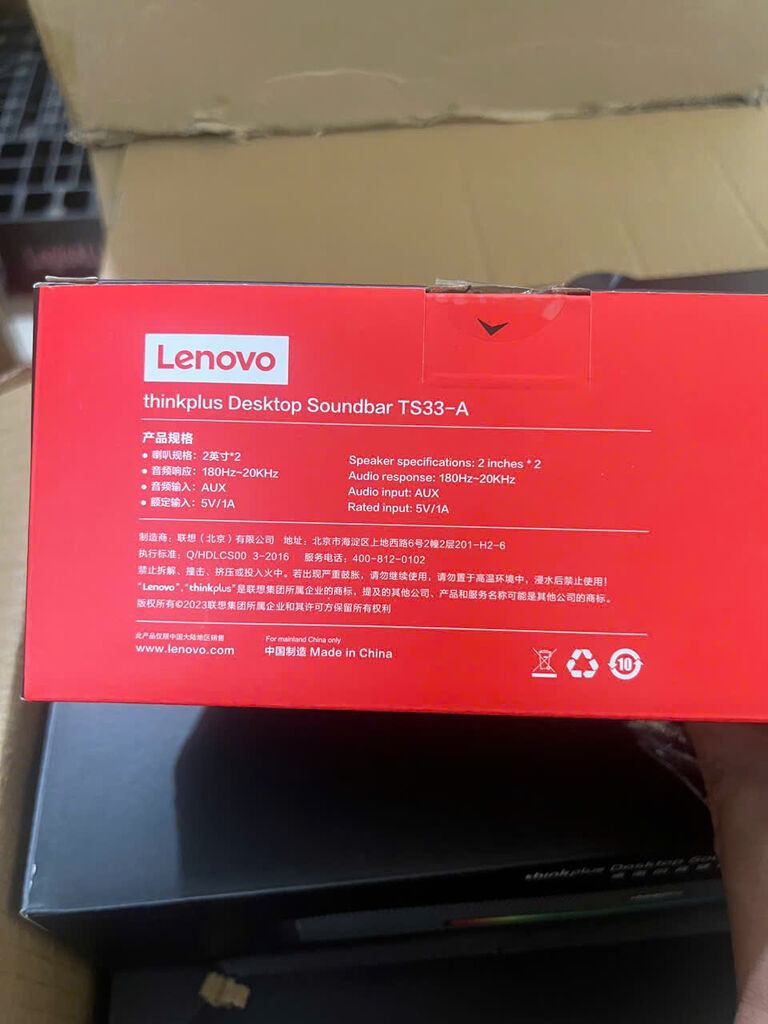 Lenovo
thinkplus Desktop Soundbar TS33-A
产品规格
• 喇叭规格: 2英寸*2
• 音频响应: 180Hz~20KHz
• 音频输入: AUX
• 额定输入: 5V/1A
Speaker specifications: 2 inches * 2
Audio response: 180Hz~20KHz
Audio input: AUX
Rated input: 5V/1A
制造商: 联想（北京）有限公司 地址: 北京市海淀区上地西路6号2幢2层201-H2-6
执行标准: Q/HDLCS00 3-2016 服务电话: 400-812-0102
禁止拆解、撞击、挤压或投入火中。若出现严重鼓胀，请勿继续使用，请勿置于高温环境中，浸水后禁止使用！
"Lenovo", "thinkplus"是联想集团所属企业的商标，提及的其他公司、产品和服务名称可能是其他公司的商标。
版权所有©2023联想集团所属企业和其许可方保留所有权利
此产品仅限中国大陆地区销售
For mainland China only
www.lenovo.com
中国制造 Made in China
10
thinkplus Desktop